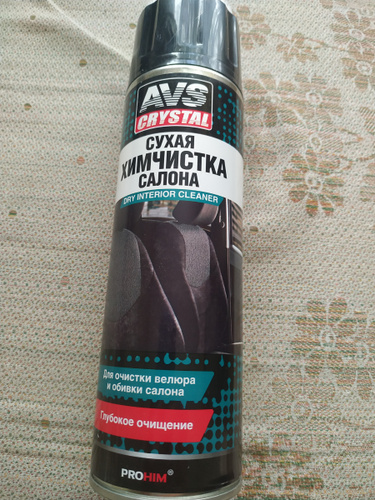 AVS
CRYSTAL
СУХАЯ
ХИМЧИСТКА
САЛОНА
DRY INTERIOR CLEANER
Для очистки велюра
и обивки салона
Глубокое очищение
PROHIM®